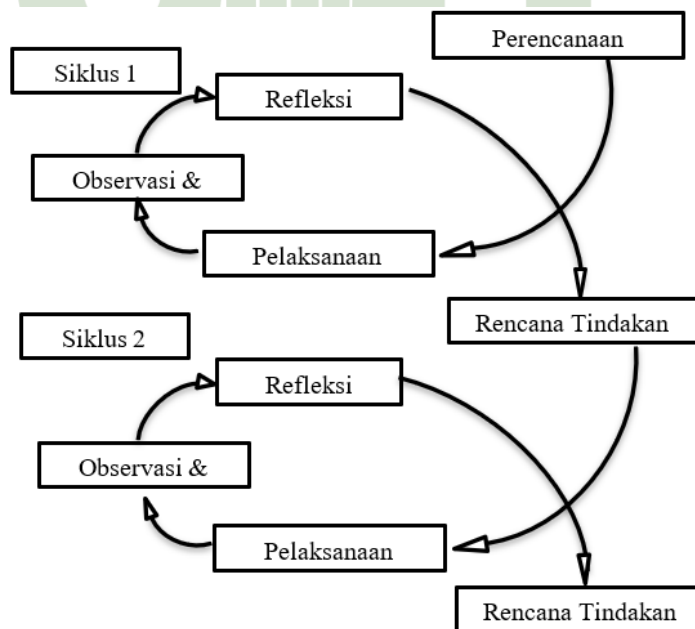 Perencanaan
Siklus 1
Refleksi
Observasi &
Pelaksanaan
Rencana Tindakan
Siklus 2
Refleksi
Observasi &
Pelaksanaan
Rencana Tindakan